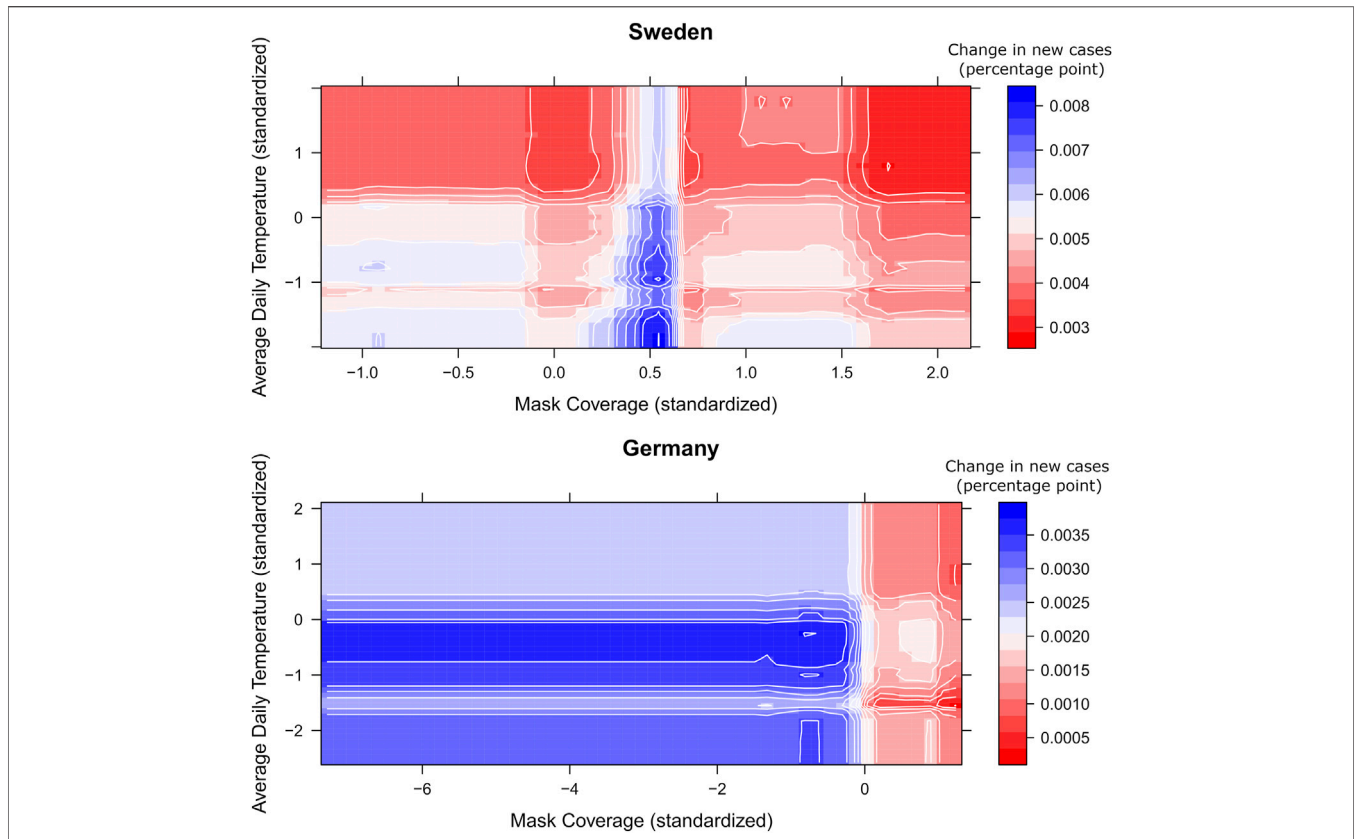 Sweden
Change in new cases
(percentage point)
Average Daily Temperature (standardized)
1
0
−1
0.008
0.007
0.006
0.005
0.004
0.003
−1.0 −0.5 0.0 0.5 1.0 1.5 2.0
Mask Coverage (standardized)
Germany
Change in new cases
(percentage point)
Average Daily Temperature (standardized)
2
1
0
−1
−2
0.0035
0.0030
0.0025
0.0020
0.0015
0.0010
0.0005
−6 −4 −2 0
Mask Coverage (standardized)